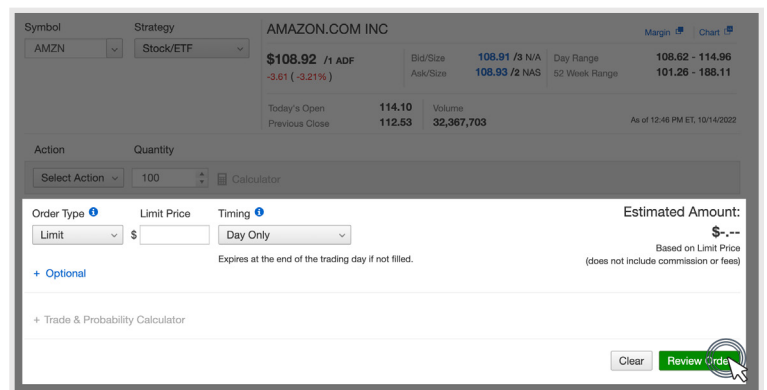 Symbol Strategy AMAZON.COM INC Margin Chart
AMZN Stock/ETF
$108.92 /1 ADF Bid/Size 108.91 /3 N/A Day Range 108.62 - 114.96
-3.61 ( -3.21% ) Ask/Size 108.93 /2 NAS 52 Week Range 101.26 - 188.11
Today's Open 114.10 Volume
Previous Close 112.53 32,367,703 As of 12:46 PM ET, 10/14/2022
Action Quantity
Select Action 100 Calculator
Order Type Limit Price Timing Estimated Amount:
Limit $ Day Only $-.--
Expires at the end of the trading day if not filled. Based on Limit Price
(does not include commission or fees)
+ Optional
+ Trade & Probability Calculator
Clear Review Order